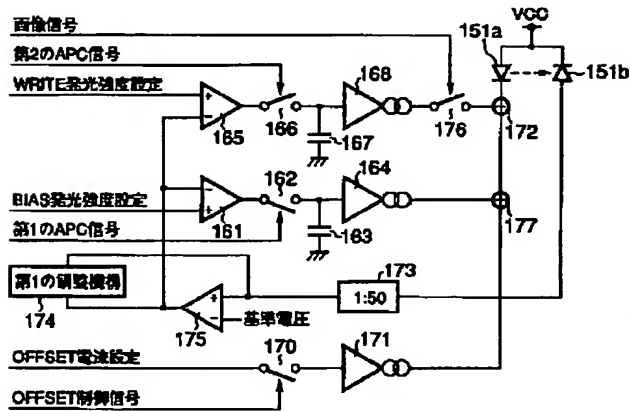 画像信号
第2のAPC信号
WRITE発光強度設定
165
166
167
168
176
151a
VCC
151b
172
BIAS発光強度設定
第1のAPC信号
161
162
163
164
177
第1の調整機構
174
175
基準電圧
173
1:50
OFFSET電流設定
170
171
OFFSET制御信号